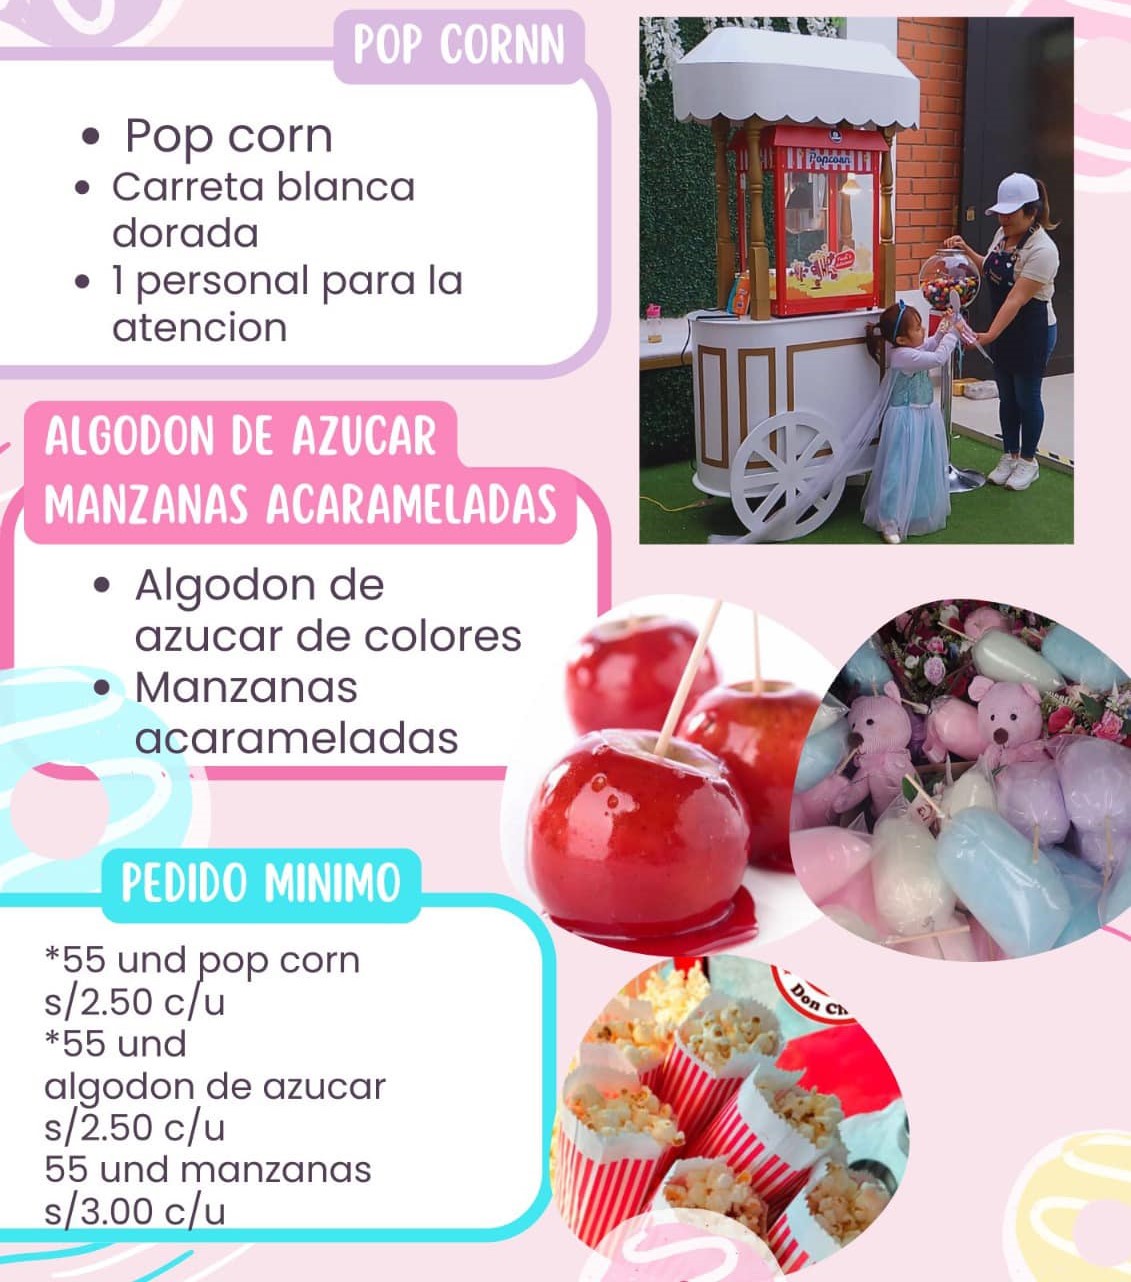 POP CORNN
• Pop corn
• Carreta blanca
dorada
• 1 personal para la
atencion
Popcorn
ALGODON DE AZUCAR
MANZANAS ACARAMELADAS
• Algodon de
azucar de colores
• Manzanas
acarameladas
PEDIDO MINIMO
*55 und pop corn
s/2.50 c/u
*55 und
algodon de azucar
s/2.50 c/u
55 und manzanas
s/3.00 c/u
Don